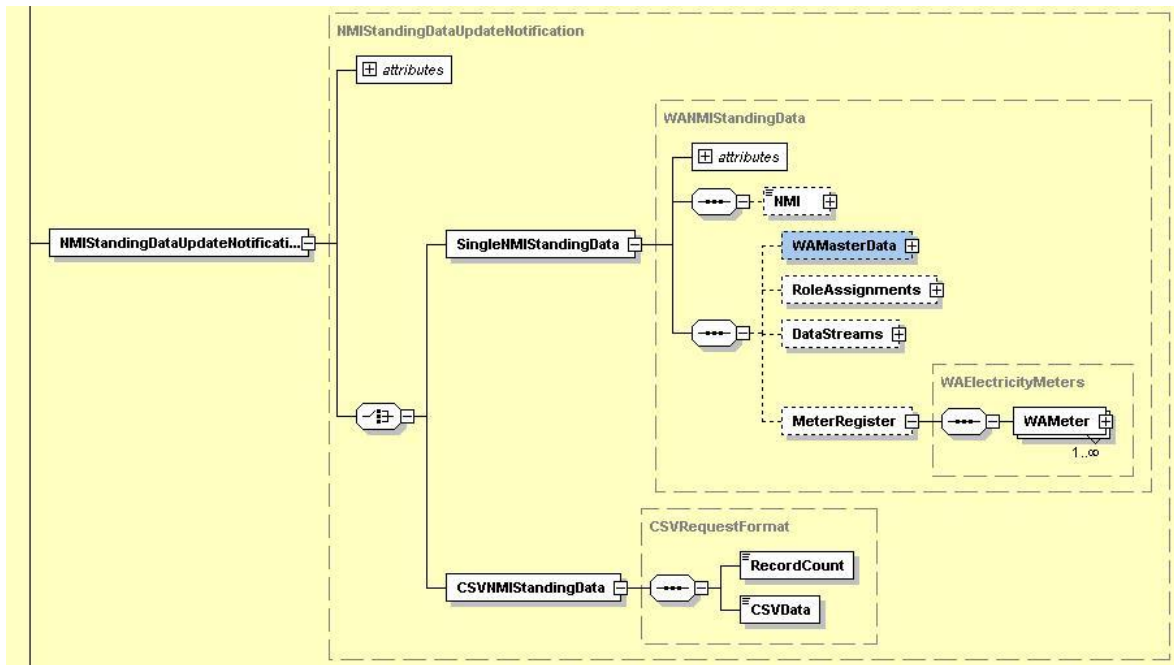 NMIStandingDataUpdateNotification
attributes
WANMIStandingData
attributes
NMI
NMIStandingDataUpdateNotificati...
SingleNMIStandingData
WAMasterData
RoleAssignments
DataStreams
WAElectricityMeters
MeterRegister
WAMeter
1..∞
CSVRequestFormat
RecordCount
CSVNMIStandingData
CSVData